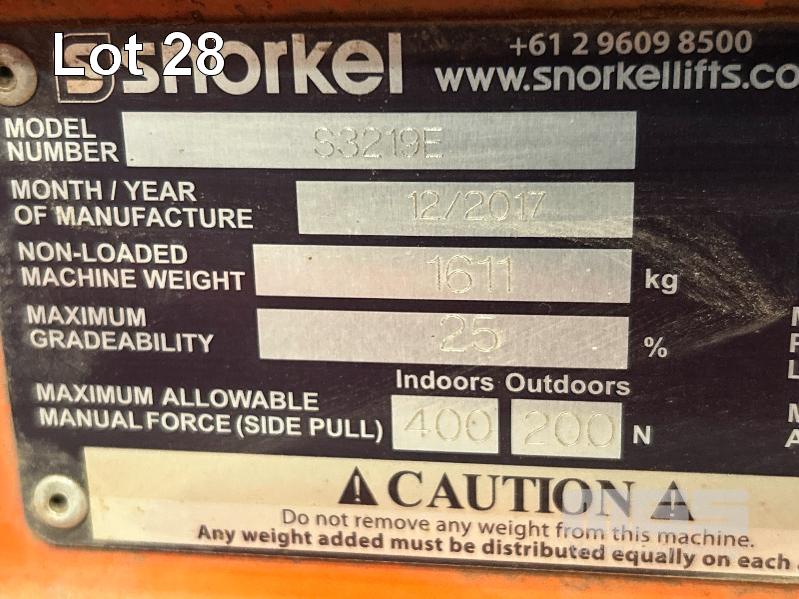 Lot 28
snorkel
+61 2 9609 8500
www.snorkellifts.co
MODEL
NUMBER
S3219E
MONTH / YEAR
OF MANUFACTURE
12/2017
NON-LOADED
MACHINE WEIGHT
1611
kg
MAXIMUM
GRADEABILITY
25
%
Indoors Outdoors
MAXIMUM ALLOWABLE
MANUAL FORCE (SIDE PULL)
400
200
N
CAUTION
Do not remove any weight from this machine.
Any weight added must be distributed equally on each